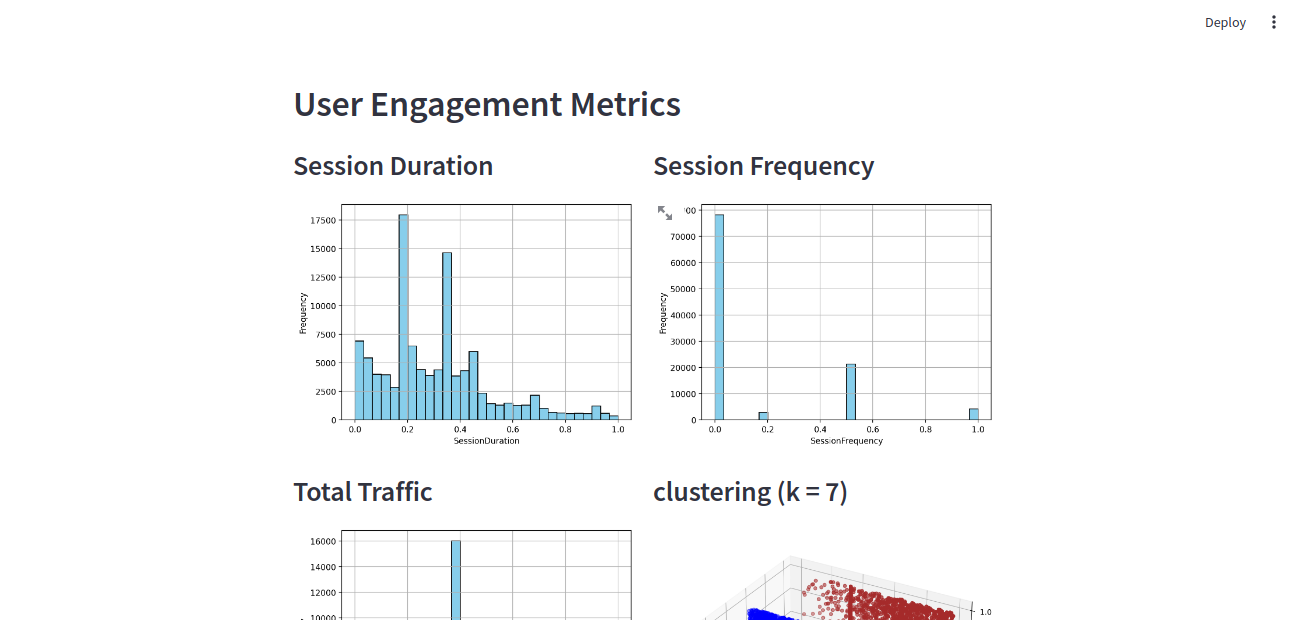 Deploy
User Engagement Metrics
Session Duration
Session Frequency
17500
15000
12500
10000
7500
5000
2500
0
Frequency
0.0 0.2 0.4 0.6 0.8 1.0
SessionDuration
00
70000
60000
50000
40000
30000
20000
10000
0
Frequency
0.0 0.2 0.4 0.6 0.8 1.0
SessionFrequency
Total Traffic
clustering (k = 7)
16000
14000
12000
10000
1.0